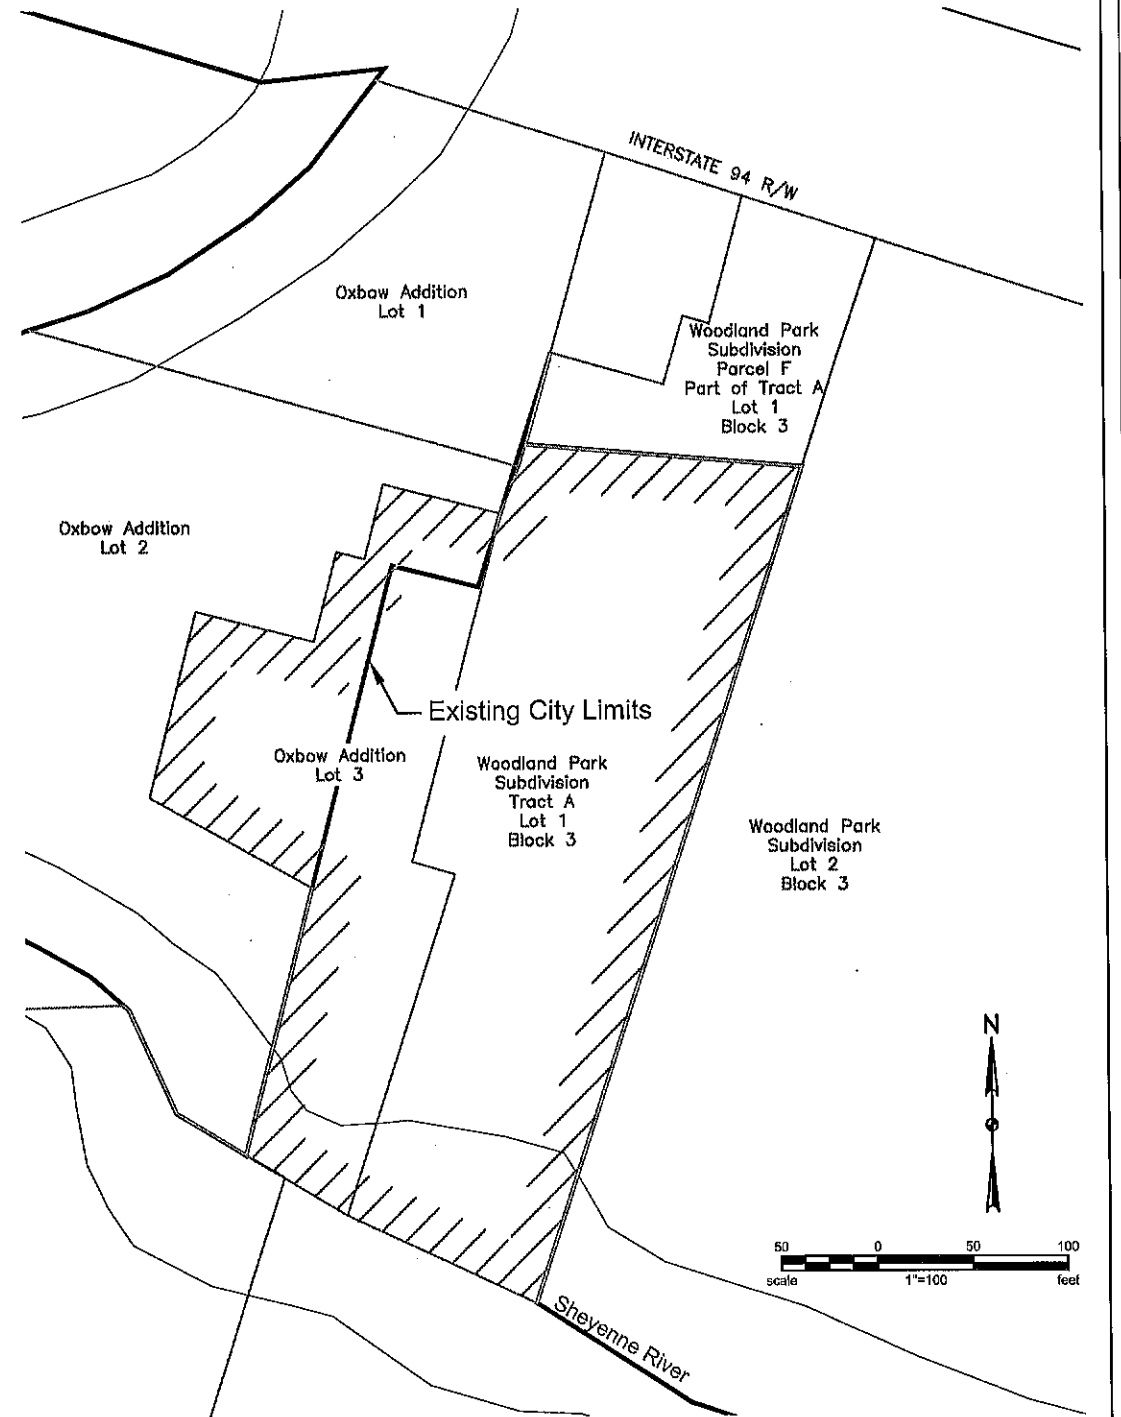 INTERSTATE 94 R/W
Oxbow Addition
Lot 1
Woodland Park
Subdivision
Parcel F
Part of Tract A
Lot 1
Block 3
Oxbow Addition
Lot 2
Existing City Limits
Oxbow Addition
Lot 3
Woodland Park
Subdivision
Tract A
Lot 1
Block 3
Woodland Park
Subdivision
Lot 2
Block 3
N
50 0 50 100
scale 1"=100 feet
Sheyenne River